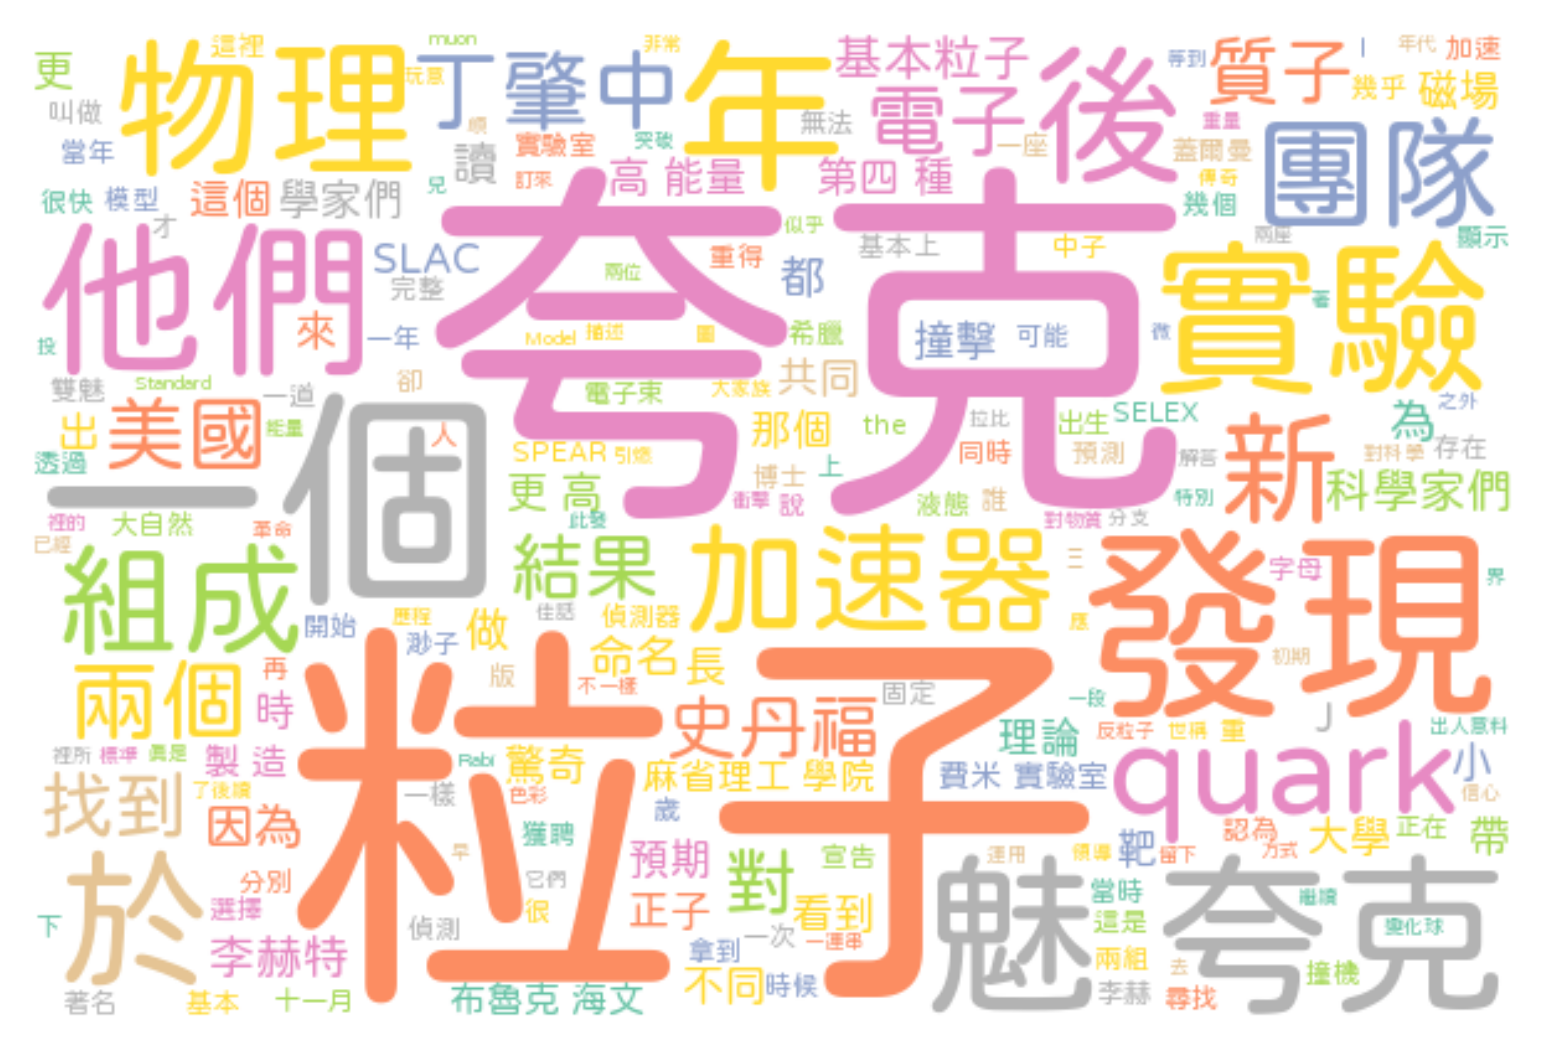 更 物理 這裡 丁肇中 muon 年 非常 基本粒子 後 等到 質子 I 年代 加速
叫做 玩意 幾乎 磁場
當年 順 讀 實驗室 突破 無法 電子 一座 重量 蓋爾曼 團隊
很快 模型 這個 學家們 兄 訂來 高 能量 第四 種 傳奇 幾個
他們 才 SLAC 夸克 似乎 基本上 中子 兩座 顯示
完整 兩位 重得 都 實驗
來 一年 Model 描述 圖 希臘 撞擊 可能 微 著
投 雙魅 Standard 一道 卻 電子束 大家族 共同
出 美國 能量 一個 人 SPEAR 引燃 那個 the 拉比 出生 SELEX 新 為 之外
透過 博士 上 同時 預測 解答 對科學 存在
更 高 衝擊 說 液態 誰 特別 科學家們
裡的 大自然 革命 此發 對物質 分支
已經 組成 結果 加速器 三 發現 字母 界
開始 歷程 做 佳話 偵測器 應
渺子 命名 長 初期
兩個 再 粒子 版 不一樣 固定 一段
時 史丹福 理論 反粒子 世稱 重 J 出人意料
裡所 標準 真是 製 造 Rabi 驚奇 麻省理工 學院 費米 實驗室 quark 小
找到 了後續 一樣 色彩 歲 信心
因為 獲聘 預期 對 宣告 運用 領導 靶 留下 認為 方式 大學 正在 帶
於 分別 早 它們 魅夸克
下 選擇 偵測 很 正子 看到 當時 繼續
李赫特 拿到 一次 一連串 這是 變化球
著名 基本 十一月 布魯克 海文 不同 時候 兩組 李赫 去 尋找 撞機